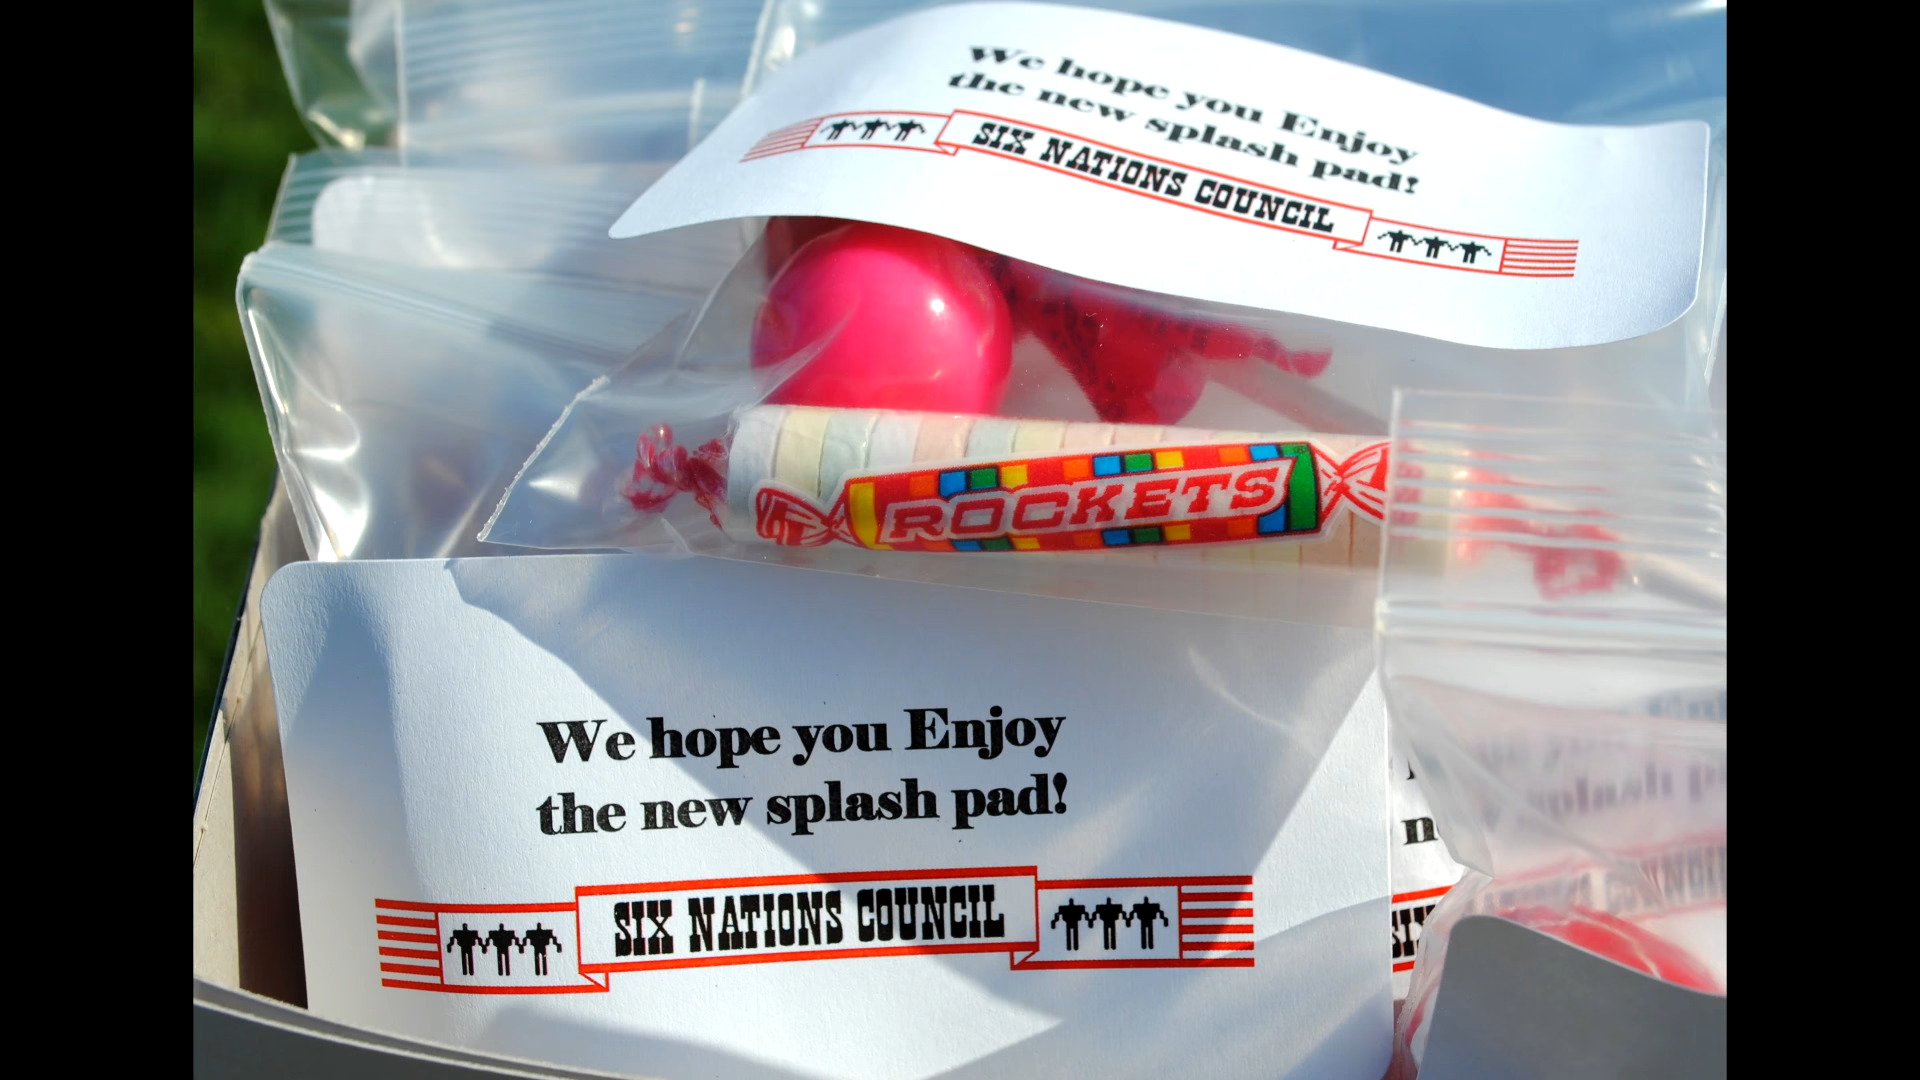 We hope you Enjoy
the new splash pad!
SIX NATIONS COUNCIL
ROCKETS
We hope you Enjoy
the new splash pad!
SIX NATIONS COUNCIL